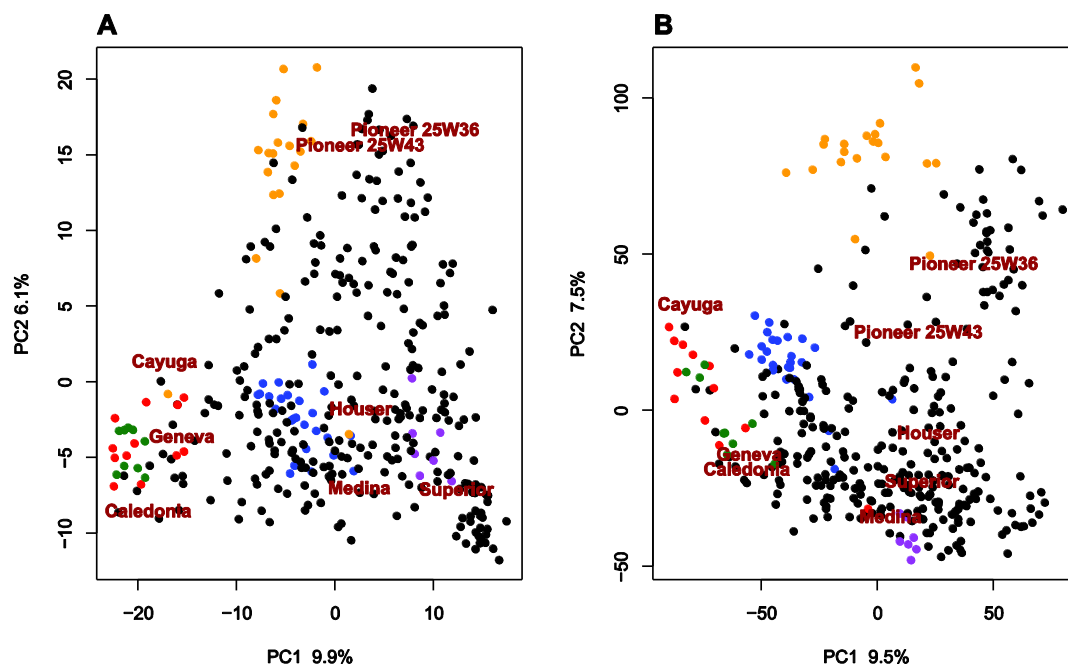 A
B
20
15
10
5
0
−5
−10
PC2 6.1%
Pioneer 25W36
Pioneer 25W43
Cayuga
Houser
Geneva
Medina
Superior
Caledonia
−20
−10
0
10
PC1 9.9%
100
50
0
−50
PC2 7.5%
Pioneer 25W36
Cayuga
Pioneer 25W43
Houser
Geneva
Caledonia
Superior
Medina
−50
0
50
PC1 9.5%